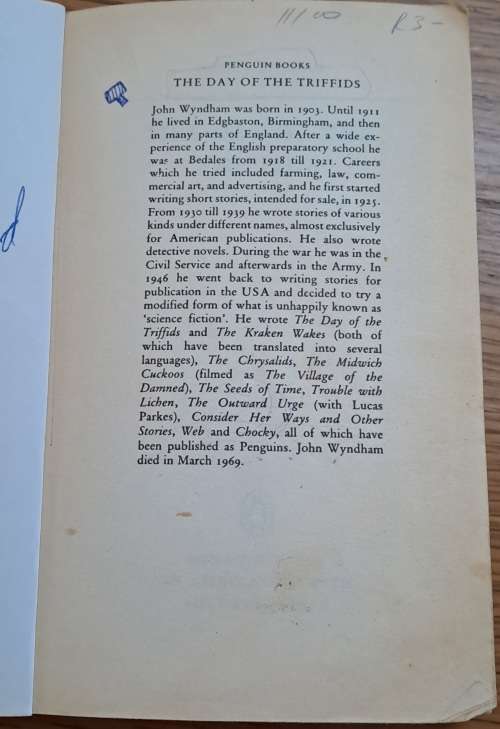 11/00 R3-
PENGUIN BOOKS
THE DAY OF THE TRIFFIDS
John Wyndham was born in 1903. Until 1911
he lived in Edgbaston, Birmingham, and then
in many parts of England. After a wide ex-
perience of the English preparatory school he
was at Bedales from 1918 till 1921. Careers
which he tried included farming, law, com-
mercial art, and advertising, and he first started
writing short stories, intended for sale, in 1925.
From 1930 till 1939 he wrote stories of various
kinds under different names, almost exclusively
for American publications. He also wrote
detective novels. During the war he was in the
Civil Service and afterwards in the Army. In
1946 he went back to writing stories for
publication in the USA and decided to try a
modified form of what is unhappily known as
'science fiction'. He wrote The Day of the
Triffids and The Kraken Wakes (both of
which have been translated into several
languages), The Chrysalids, The Midwich
Cuckoos (filmed as The Village of the
Damned), The Seeds of Time, Trouble with
Lichen, The Outward Urge (with Lucas
Parkes), Consider Her Ways and Other
Stories, Web and Chocky, all of which have
been published as Penguins. John Wyndham
died in March 1969.